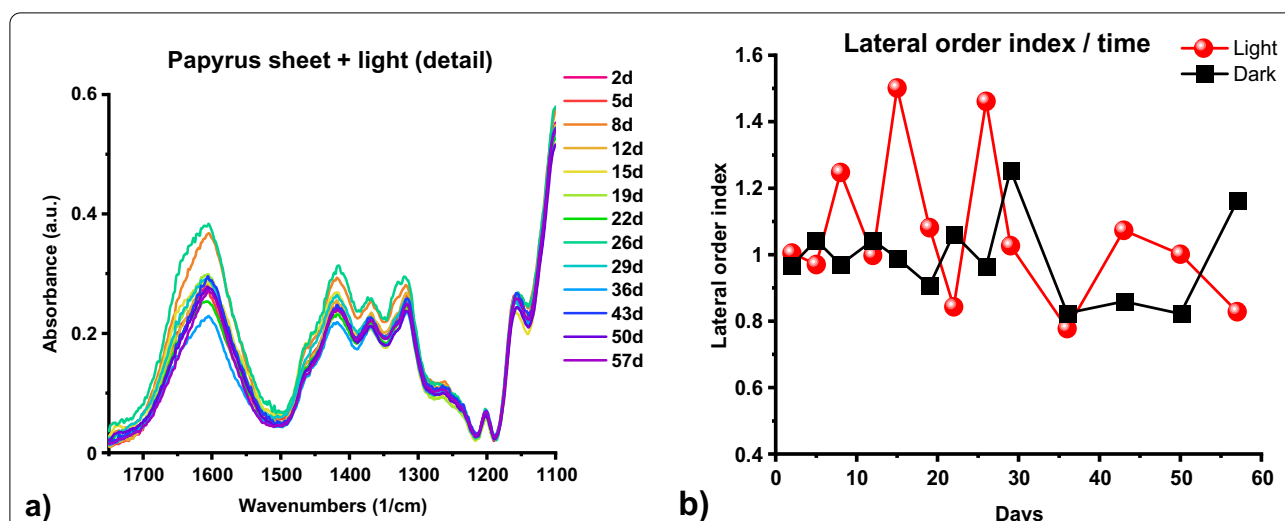 Papyrus sheet + light (detail)
2d
5d
8d
12d
15d
19d
22d
26d
29d
36d
43d
50d
57d
0.6
0.4
0.2
0
Absorbance (a.u.)
1700 1600 1500 1400 1300 1200 1100
Wavenumbers (1/cm)
a)
Lateral order index / time
Light
Dark
1.6
1.4
1.2
1
0.8
0.6
0.4
Lateral order index
0 10 20 30 40 50 60
Days
b)